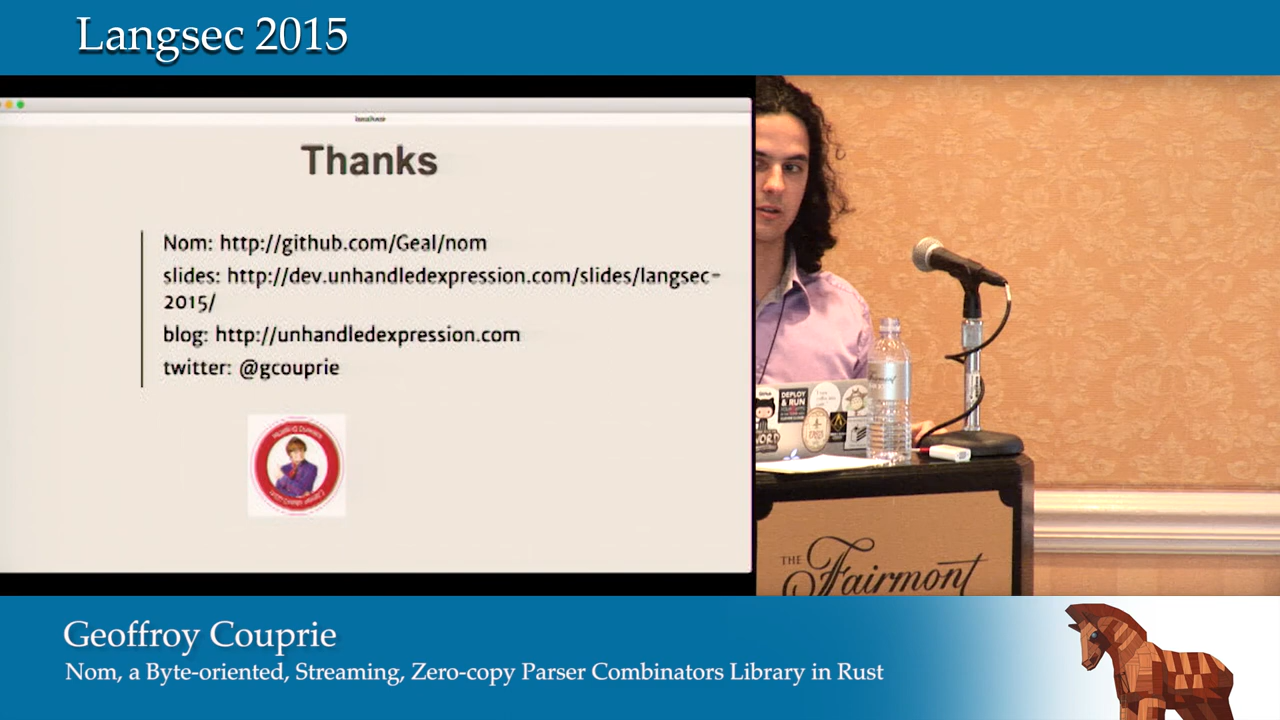 Langsec 2015
Thanks
Nom: http://github.com/Geal/nom
slides: http://dev.unhandledexpression.com/slides/langsec-
2015/
blog: http://unhandledexpression.com
twitter: @gcouprie
DEPLOY
& RUN
THE
Fairmont
Geoffroy Couprie
Nom, a Byte-oriented, Streaming, Zero-copy Parser Combinators Library in Rust